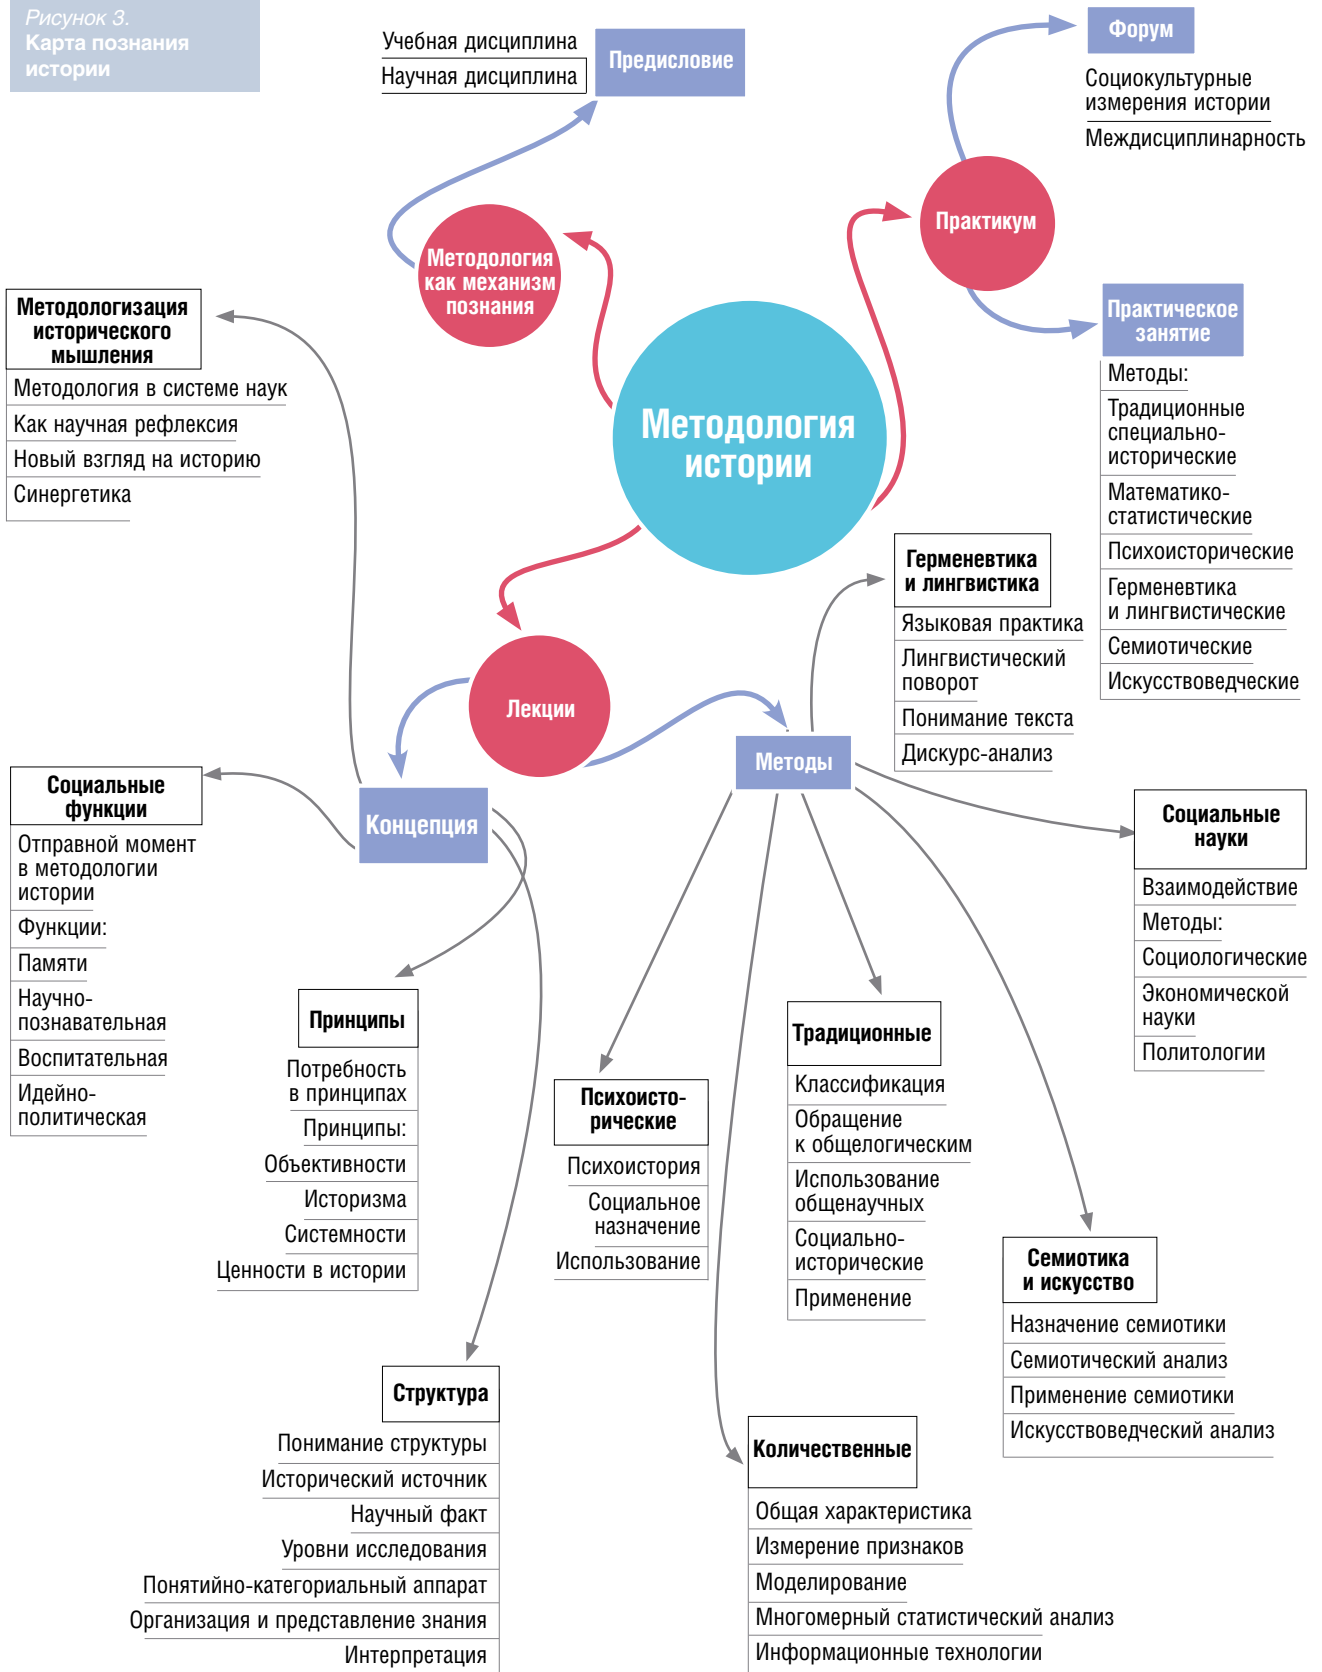 Рисунок 3.
Карта познания
истории
Учебная дисциплина
Научная дисциплина
Предисловие
Форум
Социокультурные
измерения истории
Междисциплинарность
Практикум
Методология
как механизм
познания
Методология
истории
Практическое
занятие
Методы:
Традиционные
специально-
исторические
Математико-
статистические
Психоисторические
Герменевтика
и лингвистические
Семиотические
Искусствоведческие
Методологизация
исторического
мышления
Методология в системе наук
Как научная рефлексия
Новый взгляд на историю
Синергетика
Лекции
Герменевтика
и лингвистика
Языковая практика
Лингвистический
поворот
Понимание текста
Дискурс-анализ
Методы
Концепция
Социальные
функции
Отправной момент
в методологии
истории
Функции:
Памяти
Научно-
познавательная
Воспитательная
Идейно-
политическая
Социальные
науки
Взаимодействие
Методы:
Социологические
Экономической
науки
Политологии
Принципы
Потребность
в принципах
Принципы:
Объективности
Историзма
Системности
Ценности в истории
Психоисто-
рические
Психоистория
Социальное
назначение
Использование
Традиционные
Классификация
Обращение
к общелогическим
Использование
общенаучных
Социально-
исторические
Применение
Семиотика
и искусство
Назначение семиотики
Семиотический анализ
Применение семиотики
Искусствоведческий анализ
Структура
Понимание структуры
Исторический источник
Научный факт
Уровни исследования
Понятийно-категориальный аппарат
Организация и представление знания
Интерпретация
Количественные
Общая характеристика
Измерение признаков
Моделирование
Многомерный статистический анализ
Информационные технологии